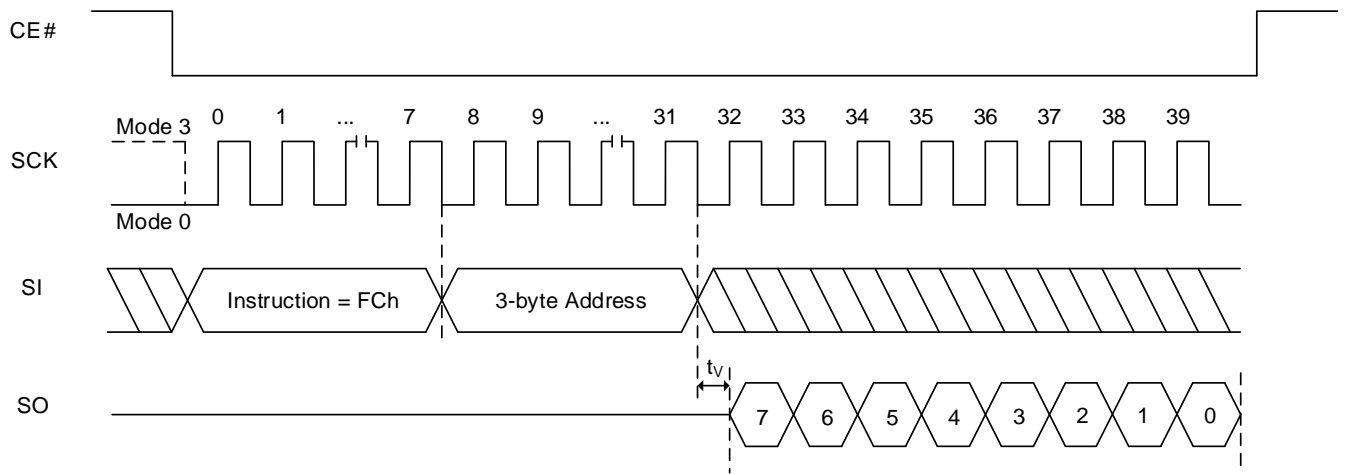 CE#
Mode 3
0 1 ... 7 8 9 ... 31 32 33 34 35 36 37 38 39
SCK
Mode 0
SI
Instruction = FCh
3-byte Address
tV
SO
7 6 5 4 3 2 1 0